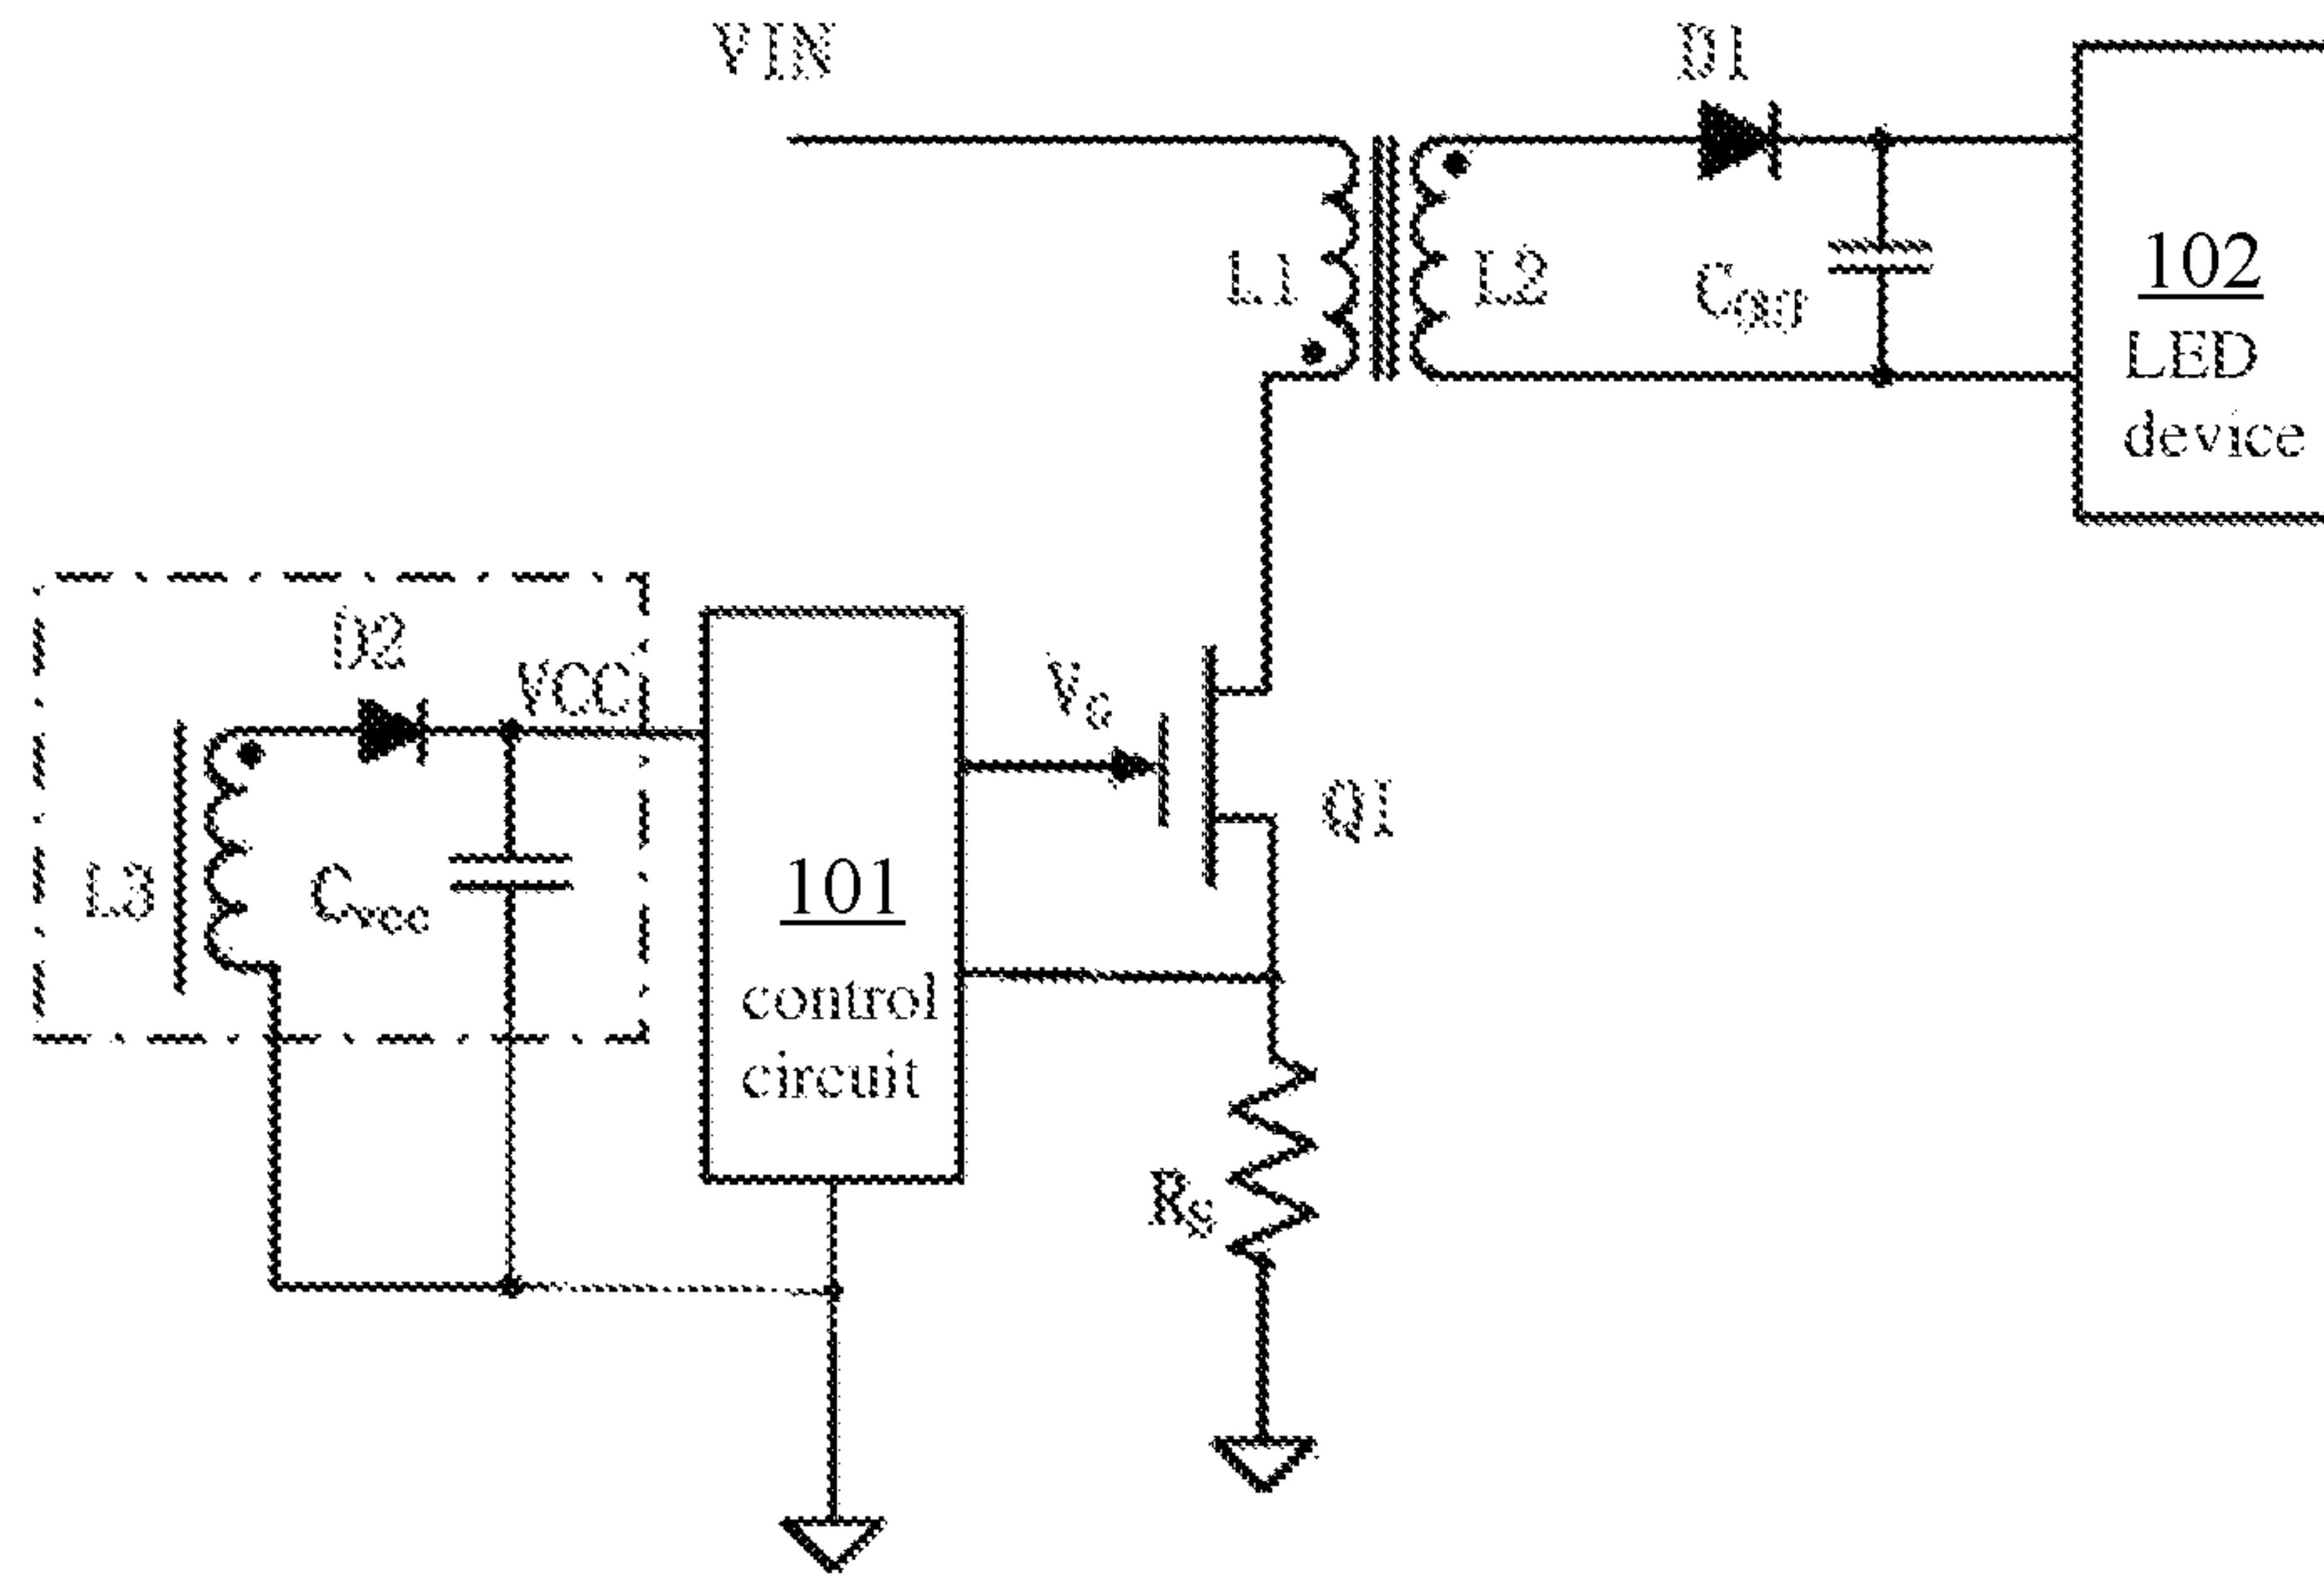 VIN
D1
L1
L2
COUT
102
LED
device
D2
VCC
VG
Q1
L3
Cvcc
101
control
circuit
RS